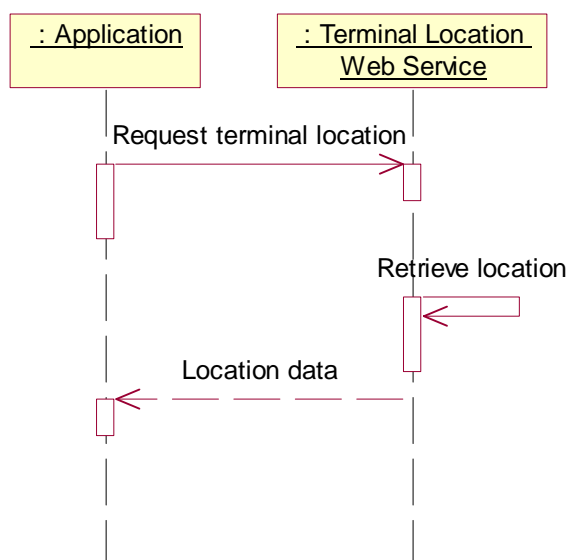 : Application
: Terminal Location
Web Service
Request terminal location
Retrieve location
Location data